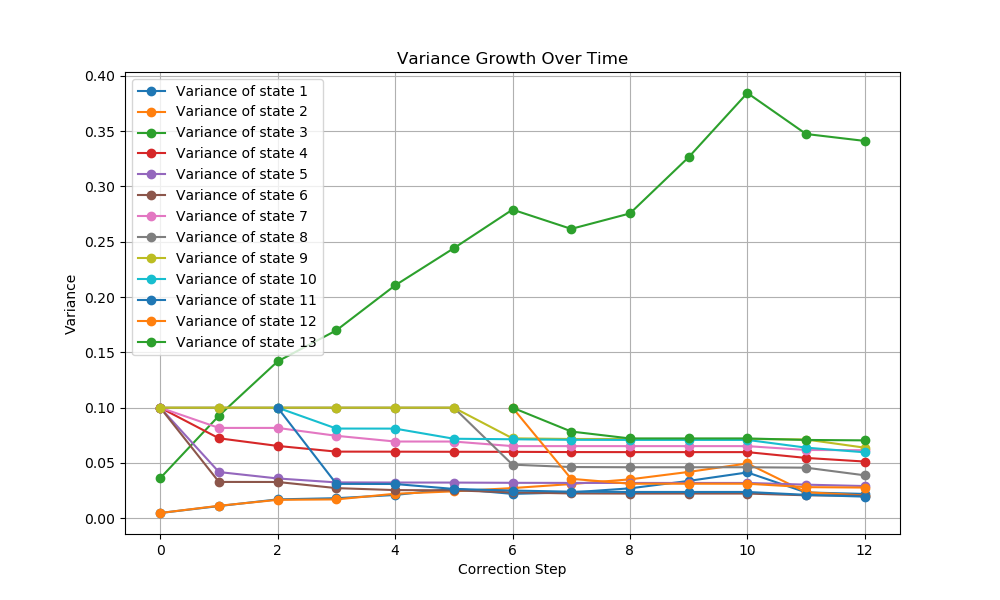 Variance Growth Over Time
0.40
0.35
0.30
0.25
0.20
0.15
0.10
0.05
0.00
Variance
Variance of state 1
Variance of state 2
Variance of state 3
Variance of state 4
Variance of state 5
Variance of state 6
Variance of state 7
Variance of state 8
Variance of state 9
Variance of state 10
Variance of state 11
Variance of state 12
Variance of state 13
0 2 4 6 8 10 12
Correction Step